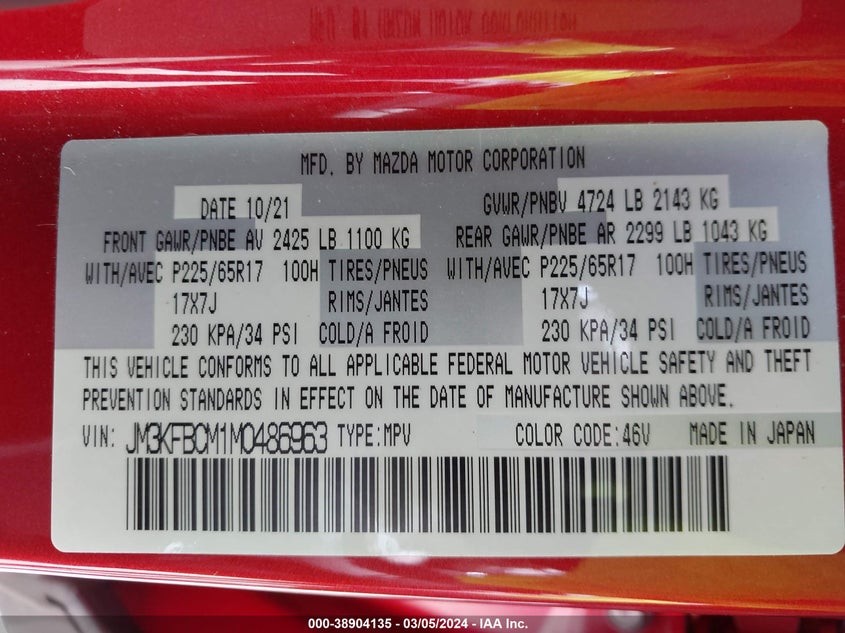 MFD. BY MAZDA MOTOR CORPORATION
DATE 10/21 GVWR/PNBV 4724 LB 2143 KG
FRONT GAWR/PNBE AV 2425 LB 1100 KG REAR GAWR/PNBE AR 2299 LB 1043 KG
WITH/AVEC P225/65R17 100H TIRES/PNEUS WITH/AVEC P225/65R17 100H TIRES/PNEUS
17X7J RIMS/JANTES 17X7J RIMS/JANTES
230 KPA/34 PSI COLD/A FROID 230 KPA/34 PSI COLD/A FROID
THIS VEHICLE CONFORMS TO ALL APPLICABLE FEDERAL MOTOR VEHICLE SAFETY AND THEFT
PREVENTION STANDARDS IN EFFECT ON THE DATE OF MANUFACTURE SHOWN ABOVE.
VIN: JM3KFBCM1M0486963 TYPE:MPV COLOR CODE:46V MADE IN JAPAN
000-38904135 - 03/05/2024 - IAA Inc.